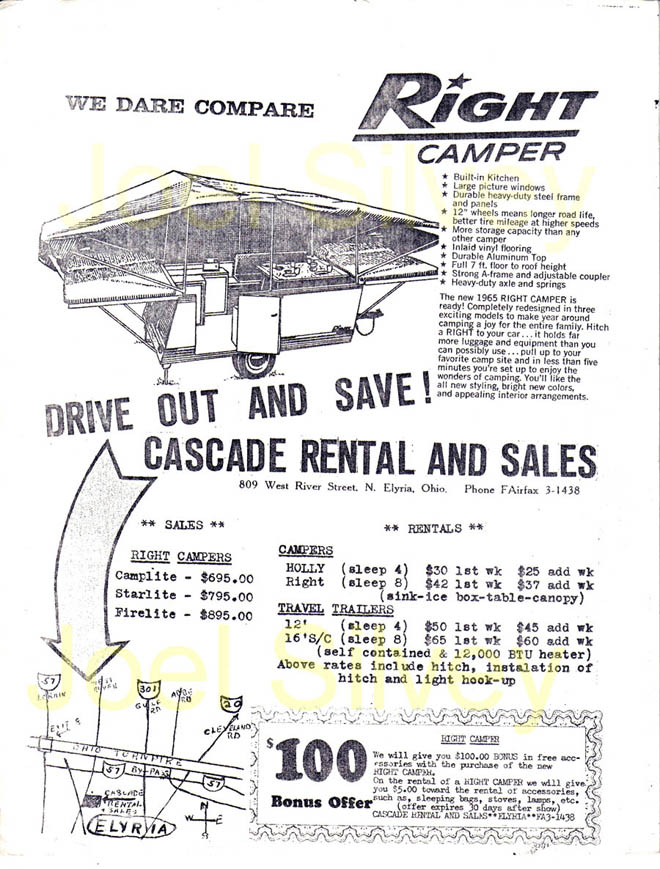 WE DARE COMPARE
RIGHT
CAMPER
★ Built-in Kitchen
★ Large picture windows
★ Durable heavy-duty steel frame
and panels
★ 12" wheels means longer road life,
better tire mileage at higher speeds
★ More storage capacity than any
other camper
★ Inlaid vinyl flooring
★ Durable Aluminum Top
★ Full 7 ft. floor to roof height
★ Strong A-frame and adjustable coupler
★ Heavy-duty axle and springs
The new 1965 RIGHT CAMPER is
ready! Completely redesigned in three
exciting models to make year around
camping a joy for the entire family. Hitch
a RIGHT to your car...it holds far
more luggage and equipment than you
can possibly use...pull up to your
favorite camp site and in less than five
minutes you're set up to enjoy the
wonders of camping. You'll like the
all new styling, bright new colors,
and appealing interior arrangements.
DRIVE OUT AND SAVE!
CASCADE RENTAL AND SALES
809 West River Street, N. Elyria, Ohio. Phone FAirfax 3-1438
** SALES **
RIGHT CAMPERS
Camplite - $695.00
Starlite - $795.00
Firelite - $895.00
** RENTALS **
CAMPERS
HOLLY (sleep 4) $30 1st wk $25 add wk
Right (sleep 8) $42 1st wk $37 add wk
(sink-ice box-table-canopy)
TRAVEL TRAILERS
12' (sleep 4) $50 1st wk $45 add wk
16'S/C (sleep 8) $65 1st wk $60 add wk
(self contained & 12,000 BTU heater)
Above rates include hitch, instalation of
hitch and light hook-up
57
LORAIN
301
GULF RD
ABBE RD
20
CLEVELAND RD
EXIT 8
OHIO TURNPIKE
57
BY-PASS
57
CASCADE
RENTAL
& SALES
ELYRIA
N
W E
S
$100
Bonus Offer
RIGHT CAMPER
We will give you $100.00 BONUS in free acc-
essories with the purchase of the new
RIGHT CAMPER.
On the rental of a RIGHT CAMPER we will give
you $5.00 toward the rental of accessories,
such as, sleeping bags, stoves, lamps, etc.
(offer expires 30 days after show)
CASCADE RENTAL AND SALES**ELYRIA**FA3-1438
Joel Silvey
Joel Silvey